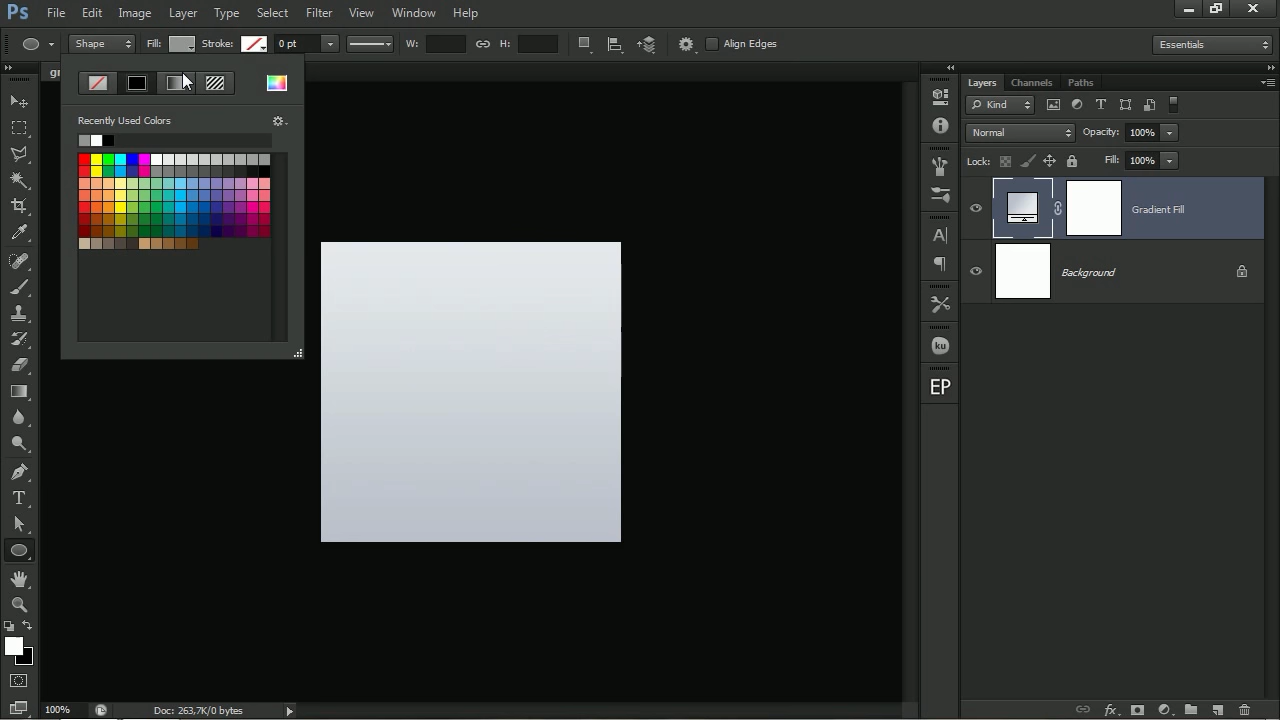 Ps File Edit Image Layer Type Select Filter View Window Help
Shape Fill: Stroke: 0 pt W: H: Align Edges Essentials
gr
Recently Used Colors
Layers Channels Paths
Kind
Normal Opacity: 100%
Lock: Fill: 100%
Gradient Fill
Background
ku
EP
100% Doc: 263,7K/0 bytes